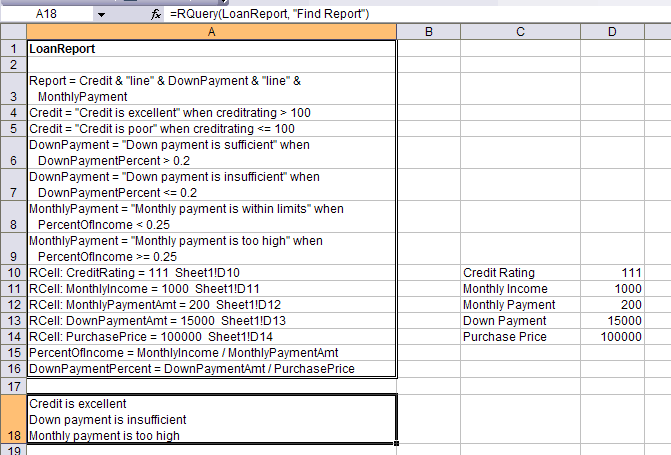 A18 fx =RQuery(LoanReport, "Find Report")
A B C D
1 LoanReport
2
Report = Credit & "line" & DownPayment & "line" &
3 MonthlyPayment
4 Credit = "Credit is excellent" when creditrating > 100
5 Credit = "Credit is poor" when creditrating <= 100
DownPayment = "Down payment is sufficient" when
6 DownPaymentPercent > 0.2
DownPayment = "Down payment is insufficient" when
7 DownPaymentPercent <= 0.2
MonthlyPayment = "Monthly payment is within limits" when
8 PercentOfIncome < 0.25
MonthlyPayment = "Monthly payment is too high" when
9 PercentOfIncome >= 0.25
10 RCell: CreditRating = 111 Sheet1!D10 Credit Rating 111
11 RCell: MonthlyIncome = 1000 Sheet1!D11 Monthly Income 1000
12 RCell: MonthlyPaymentAmt = 200 Sheet1!D12 Monthly Payment 200
13 RCell: DownPaymentAmt = 15000 Sheet1!D13 Down Payment 15000
14 RCell: PurchasePrice = 100000 Sheet1!D14 Purchase Price 100000
15 PercentOfIncome = MonthlyIncome / MonthlyPaymentAmt
16 DownPaymentPercent = DownPaymentAmt / PurchasePrice
17
Credit is excellent
Down payment is insufficient
18 Monthly payment is too high
19